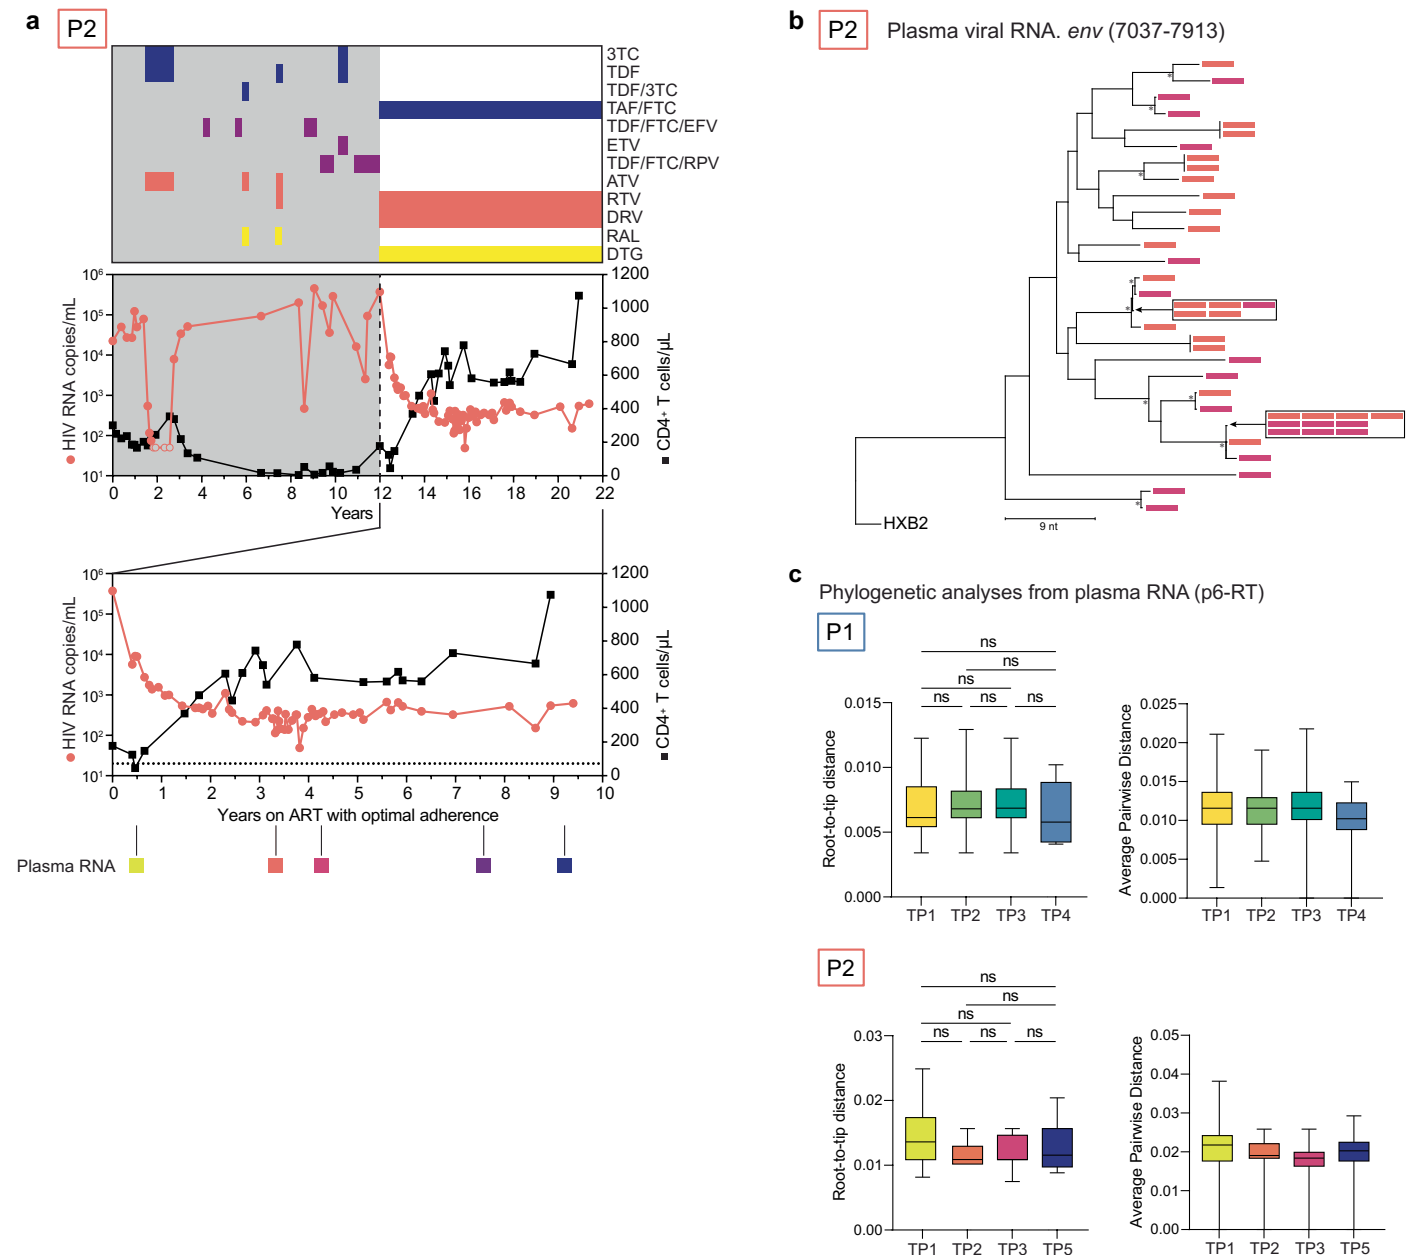 a
P2
3TC
TDF
TDF/3TC
TAF/FTC
TDF/FTC/EFV
ETV
TDF/FTC/RPV
ATV
RTV
DRV
RAL
DTG
HIV RNA copies/mL
10⁶
10⁵
10⁴
10³
10²
10¹
1200
1000
800
600
400
200
0
CD4⁺ T cells/µL
0 2 4 6 8 10 12 14 16 18 20 22
Years
HIV RNA copies/mL
10⁶
10⁵
10⁴
10³
10²
10¹
1200
1000
800
600
400
200
0
CD4⁺ T cells/µL
0 1 2 3 4 5 6 7 8 9 10
Years on ART with optimal adherence
Plasma RNA
b
P2
Plasma viral RNA. env (7037-7913)
*
*
*
*
*
*
*
*
*
HXB2
9 nt
c
Phylogenetic analyses from plasma RNA (p6-RT)
P1
ns
ns
ns
ns ns ns
Root-to-tip distance
0.015
0.010
0.005
0.000
TP1 TP2 TP3 TP4
Average Pairwise Distance
0.025
0.020
0.015
0.010
0.005
0.000
TP1 TP2 TP3 TP4
P2
ns
ns
ns
ns ns ns
Root-to-tip distance
0.03
0.02
0.01
0.00
TP1 TP2 TP3 TP5
Average Pairwise Distance
0.05
0.04
0.03
0.02
0.01
0.00
TP1 TP2 TP3 TP5